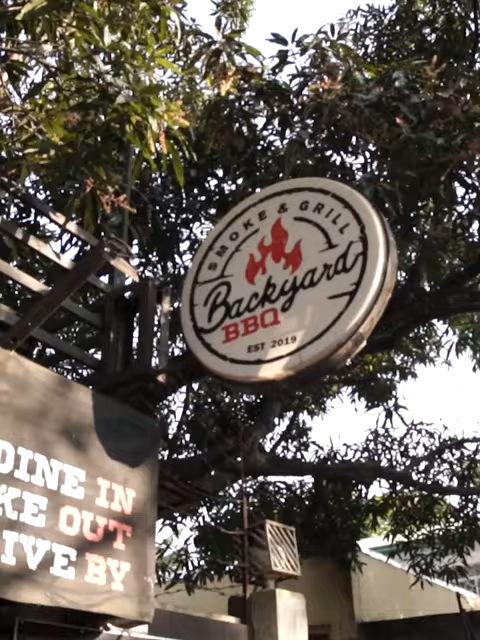 SMOKE & GRILL
Backyard
BBQ
EST 2019
DINE IN
KE OUT
IVE BY